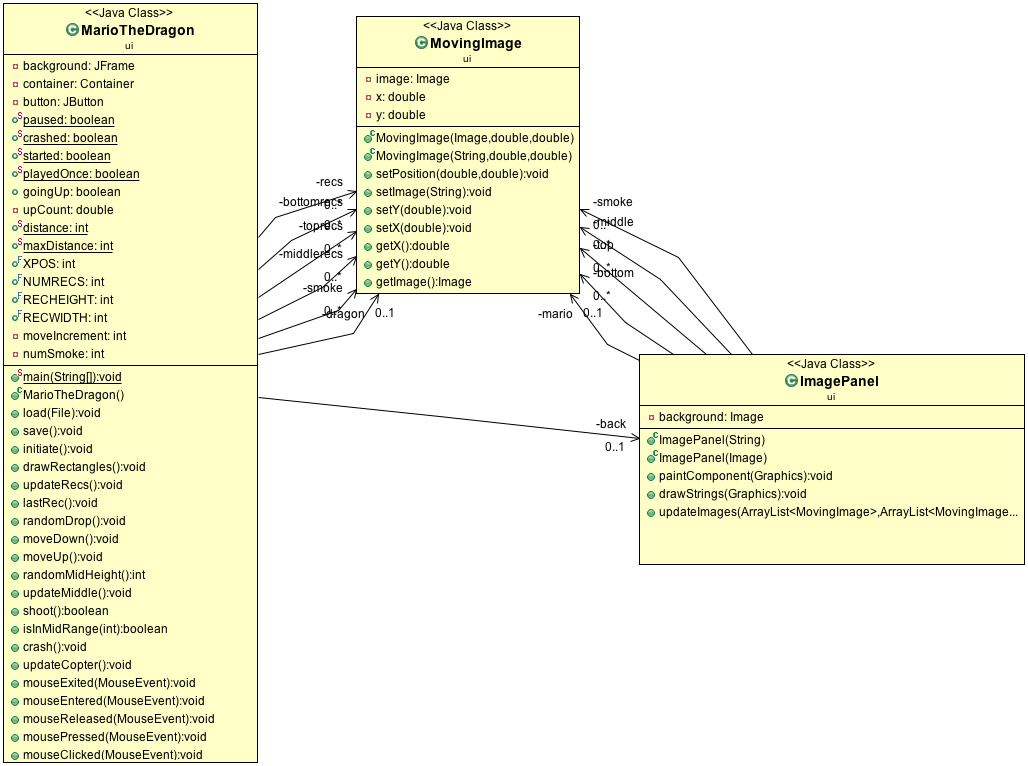 <<Java Class>>
MarioTheDragon
ui
background: JFrame
container: Container
button: JButton
paused: boolean
crashed: boolean
started: boolean
playedOnce: boolean
goingUp: boolean
upCount: double
distance: int
maxDistance: int
XPOS: int
NUMRECS: int
RECHEIGHT: int
RECWIDTH: int
moveIncrement: int
numSmoke: int
main(String[]):void
MarioTheDragon()
load(File):void
save():void
initiate():void
drawRectangles():void
updateRecs():void
lastRec():void
randomDrop():void
moveDown():void
moveUp():void
randomMidHeight():int
updateMiddle():void
shoot():boolean
isInMidRange(int):boolean
crash():void
updateCopter():void
mouseExited(MouseEvent):void
mouseEntered(MouseEvent):void
mouseReleased(MouseEvent):void
mousePressed(MouseEvent):void
mouseClicked(MouseEvent):void
-recs
0..*
-bottomrecs
0..*
-toprecs
0..*
-middlerecs
0..*
-smoke
0..*
-dragon
0..1
<<Java Class>>
MovingImage
ui
image: Image
x: double
y: double
MovingImage(Image,double,double)
MovingImage(String,double,double)
setPosition(double,double):void
setImage(String):void
setY(double):void
setX(double):void
getX():double
getY():double
getImage():Image
-smoke
0..*
-middle
0..*
-top
0..*
-bottom
0..*
-mario
0..1
-back
0..1
<<Java Class>>
ImagePanel
ui
background: Image
ImagePanel(String)
ImagePanel(Image)
paintComponent(Graphics):void
drawStrings(Graphics):void
updateImages(ArrayList<MovingImage>,ArrayList<MovingImage...